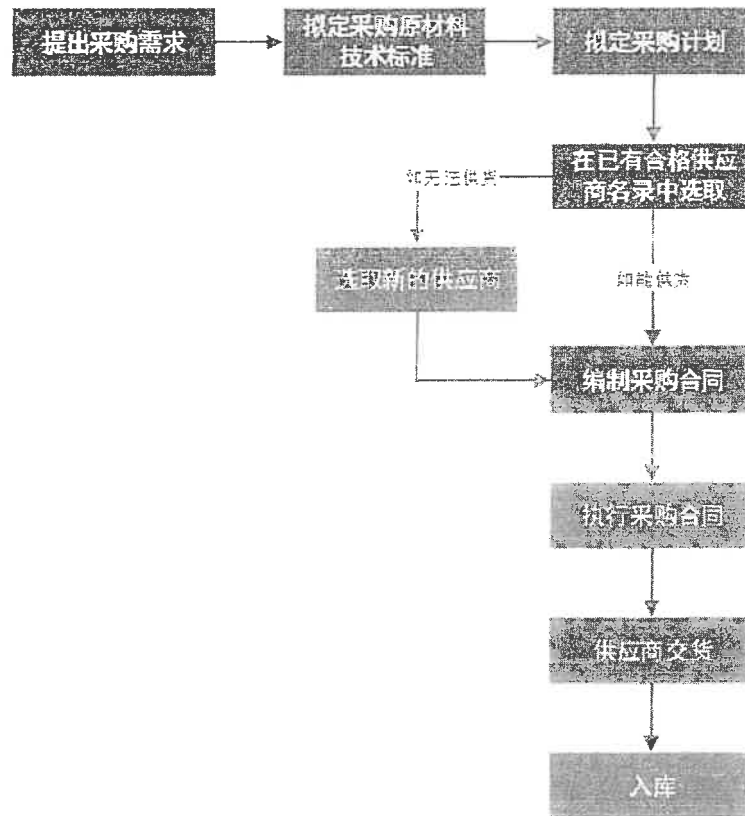 提出采购需求
拟定采购原材料
技术标准
拟定采购计划
在已有合格供应
商名录中选取
如无法供货
选取新的供应商
如能供货
编制采购合同
执行采购合同
供应商交货
入库